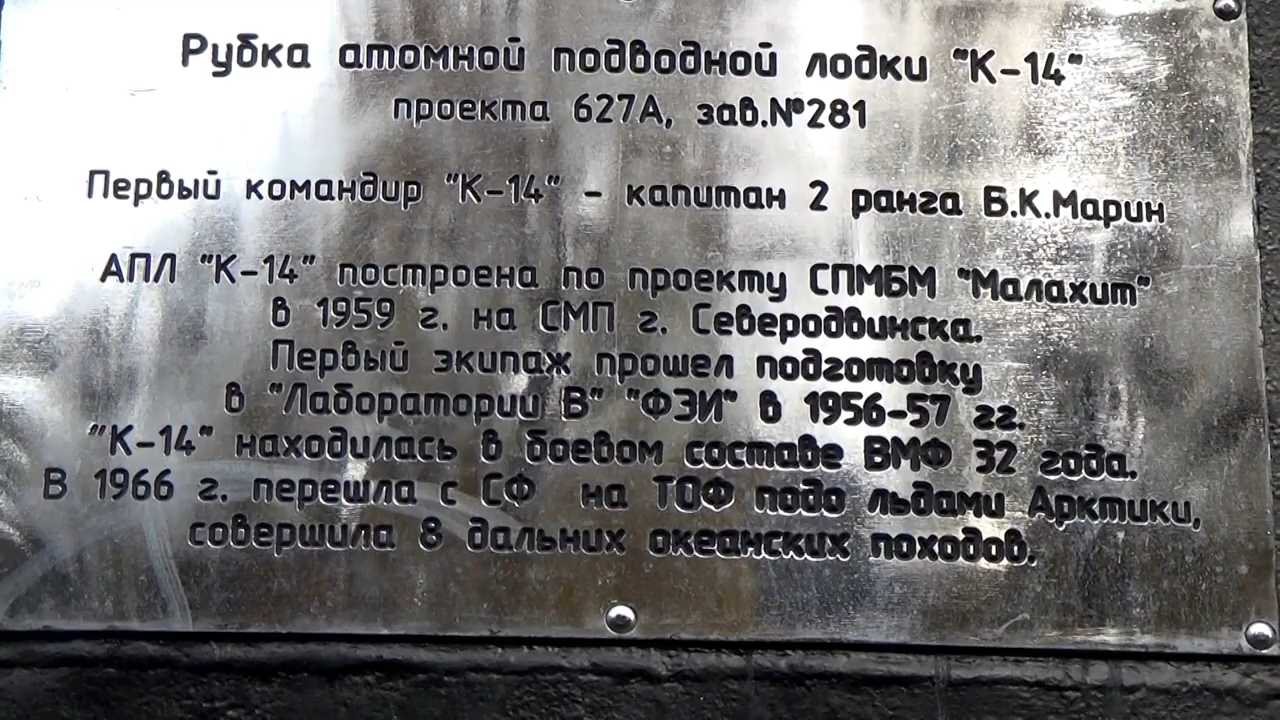 Рубка атомной подводной лодки "К-14"
проекта 627А, зав.№281
Первый командир "К-14" - капитан 2 ранга Б.К.Марин
АПЛ "К-14" построена по проекту СПМБМ "Малахит"
в 1959 г. на СМП г. Северодвинска.
Первый экипаж прошел подготовку
в "Лаборатории В" "ФЭИ" в 1956-57 гг.
"К-14" находилась в боевом составе ВМФ 32 года.
В 1966 г. перешла с СФ на ТОФ подо льдами Арктики,
совершила 8 дальних океанских походов.